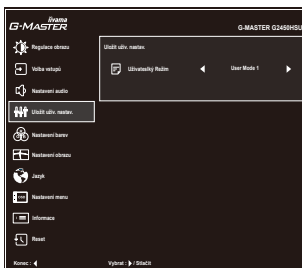 iiyama
G-MASTER
G-MASTER G2450HSU
Regulace obrazu
Uložit uživ. nastav.
Volba vstupů
Uživatelský Režim
User Mode 1
Nastavení audio
Uložit uživ. nastav.
Nastavení barev
Nastavení obrazu
Jazyk
Nastavení menu
Informace
Reset
Konec :
Vybrat : / Stlačit